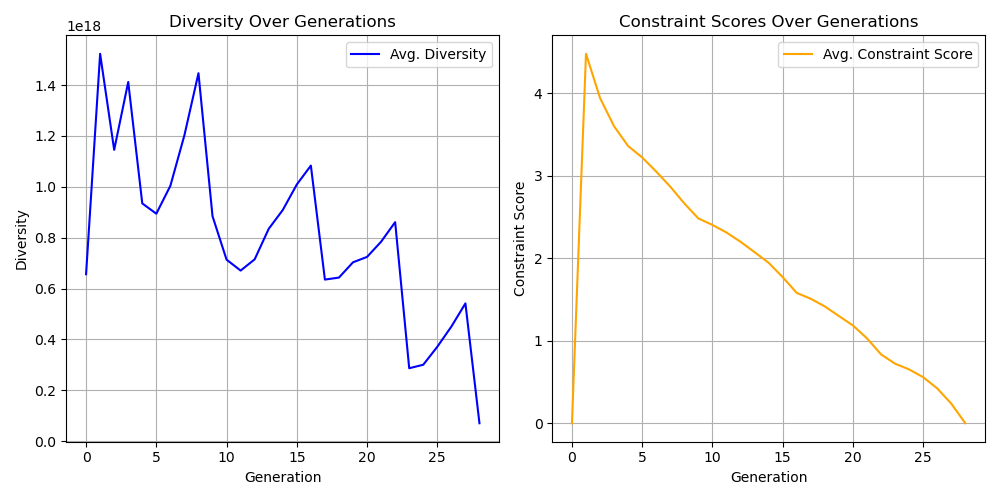 Diversity Over Generations
1e18
Avg. Diversity
1.4
1.2
1.0
0.8
0.6
0.4
0.2
0.0
Diversity
0 5 10 15 20 25
Generation
Constraint Scores Over Generations
Avg. Constraint Score
4
3
2
1
0
Constraint Score
0 5 10 15 20 25
Generation